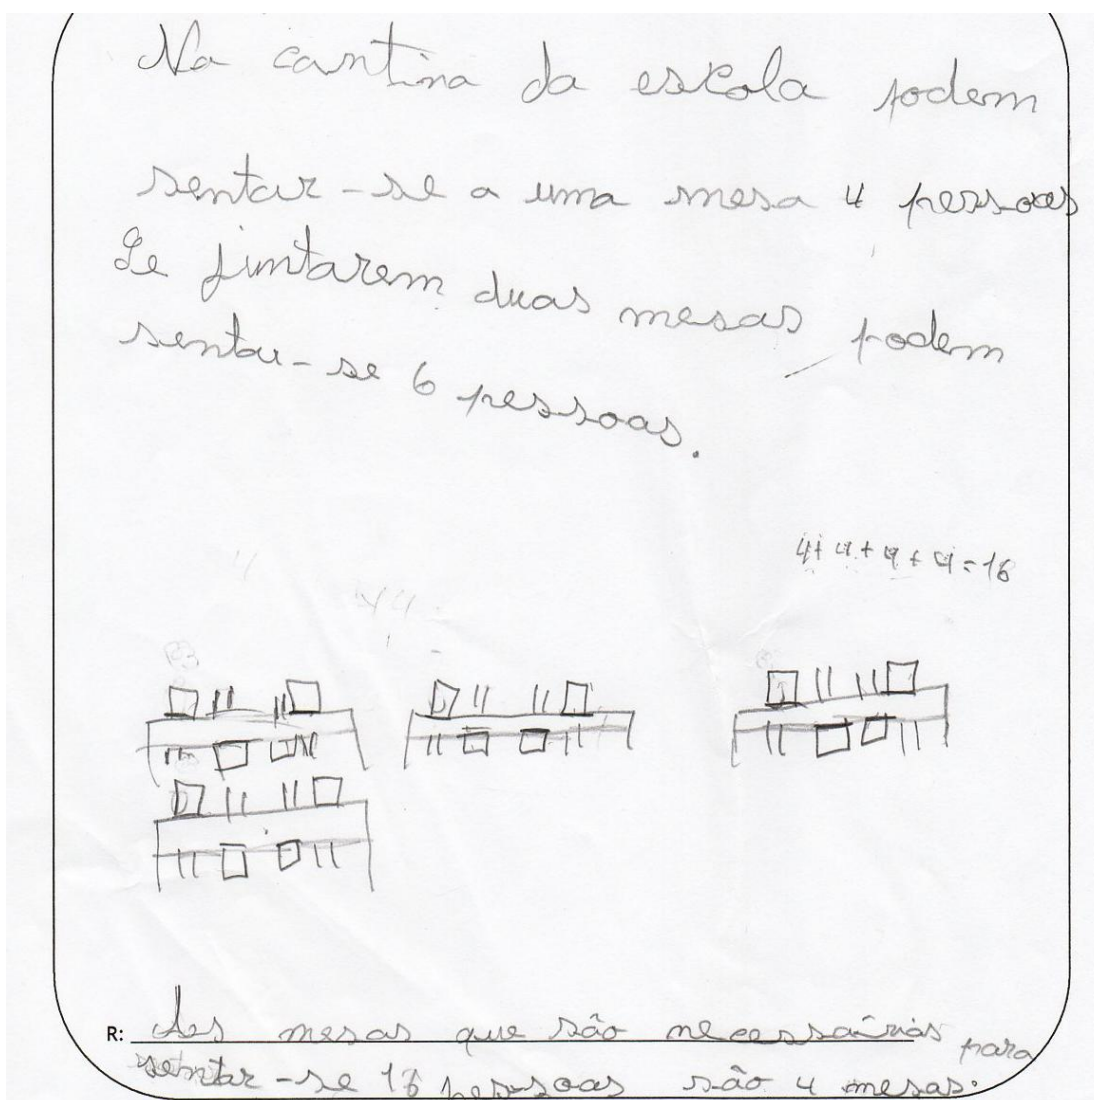 Na cantina da escola podem
sentar-se a uma mesa 4 pessoas
Se juntarem duas mesas podem
sentar-se 6 pessoas.
4+4+4+4=16
R: As mesas que são necessárias para
sentar-se 16 pessoas são 4 mesas.